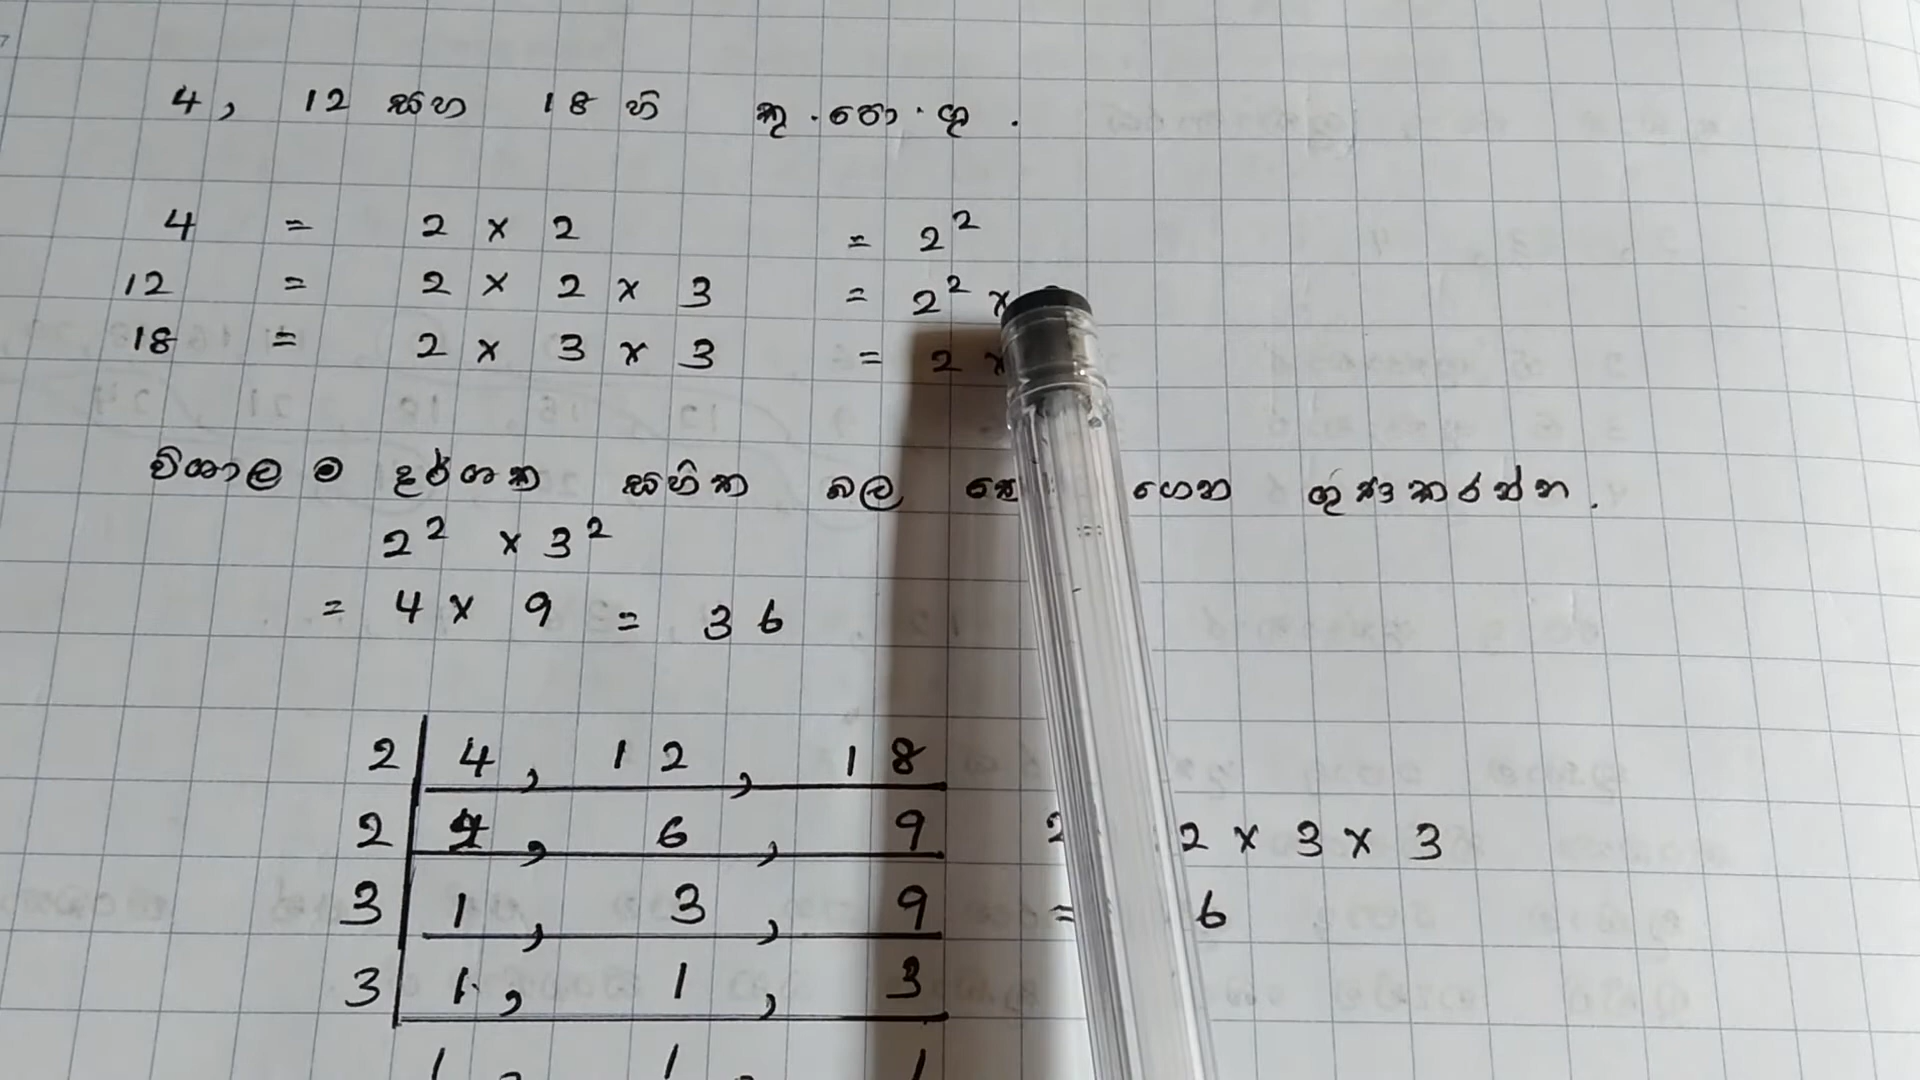 4, 12 සහ 18 හි කු.පො.ගු.
4 = 2 × 2 = 2²
12 = 2 × 2 × 3 = 2² ×
18 = 2 × 3 × 3 = 2 ×
විශාල ම දර්ශක සහිත බල ගෙන ගුණ කරන්න.
2² × 3²
= 4 × 9 = 36
2 | 4, 12, 18
2 | 2, 6, 9 2 2 × 3 × 3
3 | 1, 3, 9 = 6
3 | 1, 1, 3
1, 1, 1